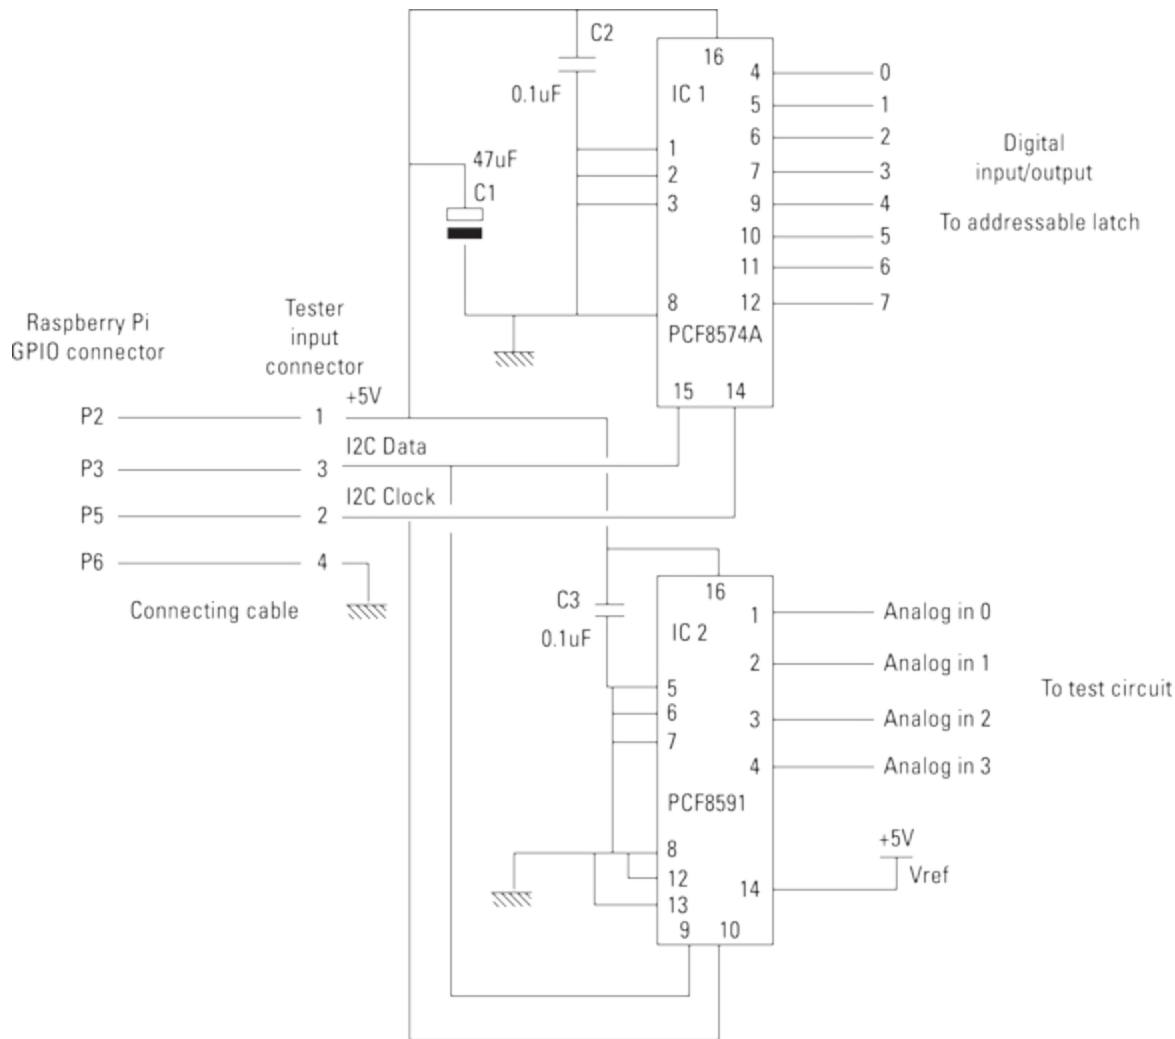 C2
0.1uF
16
IC 1
4
0
5
1
6
2
7
3
9
4
10
5
11
6
12
7
1
2
3
8
PCF8574A
15
14
Digital
input/output
To addressable latch
47uF
C1
Raspberry Pi
GPIO connector
Tester
input
connector
+5V
P2
1
I2C Data
P3
3
I2C Clock
P5
2
P6
4
Connecting cable
C3
0.1uF
16
IC 2
1
Analog in 0
2
Analog in 1
3
Analog in 2
4
Analog in 3
To test circuit
5
6
7
PCF8591
8
12
13
9
10
14
+5V
Vref